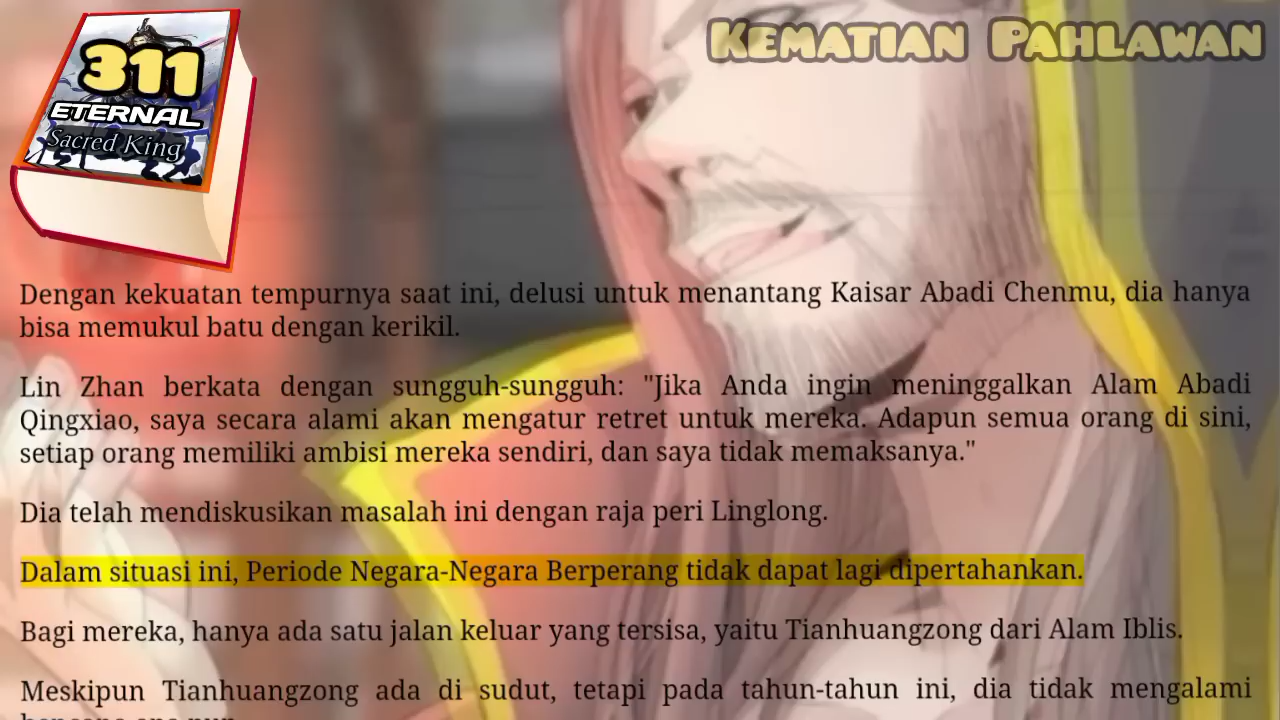 311
ETERNAL
Sacred King
KEMATIAN PAHLAWAN
Dengan kekuatan tempurnya saat ini, delusi untuk menantang Kaisar Abadi Chenmu, dia hanya
bisa memukul batu dengan kerikil.
Lin Zhan berkata dengan sungguh-sungguh: "Jika Anda ingin meninggalkan Alam Abadi
Qingxiao, saya secara alami akan mengatur retret untuk mereka. Adapun semua orang di sini,
setiap orang memiliki ambisi mereka sendiri, dan saya tidak memaksanya."
Dia telah mendiskusikan masalah ini dengan raja peri Linglong.
Dalam situasi ini, Periode Negara-Negara Berperang tidak dapat lagi dipertahankan.
Bagi mereka, hanya ada satu jalan keluar yang tersisa, yaitu Tianhuangzong dari Alam Iblis.
Meskipun Tianhuangzong ada di sudut, tetapi pada tahun-tahun ini, dia tidak mengalami